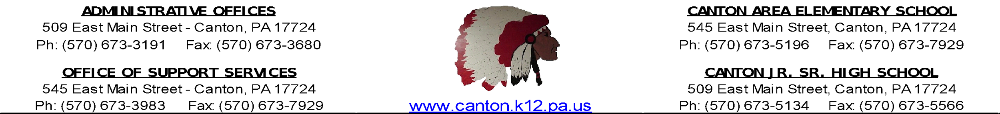 ADMINISTRATIVE OFFICES
509 East Main Street - Canton, PA 17724
Ph: (570) 673-3191 Fax: (570) 673-3680
OFFICE OF SUPPORT SERVICES
545 East Main Street - Canton, PA 17724
Ph: (570) 673-3983 Fax: (570) 673-7929
www.canton.k12.pa.us
CANTON AREA ELEMENTARY SCHOOL
545 East Main Street, Canton, PA 17724
Ph: (570) 673-5196 Fax: (570) 673-7929
CANTON JR. SR. HIGH SCHOOL
509 East Main Street, Canton, PA 17724
Ph: (570) 673-5134 Fax: (570) 673-5566